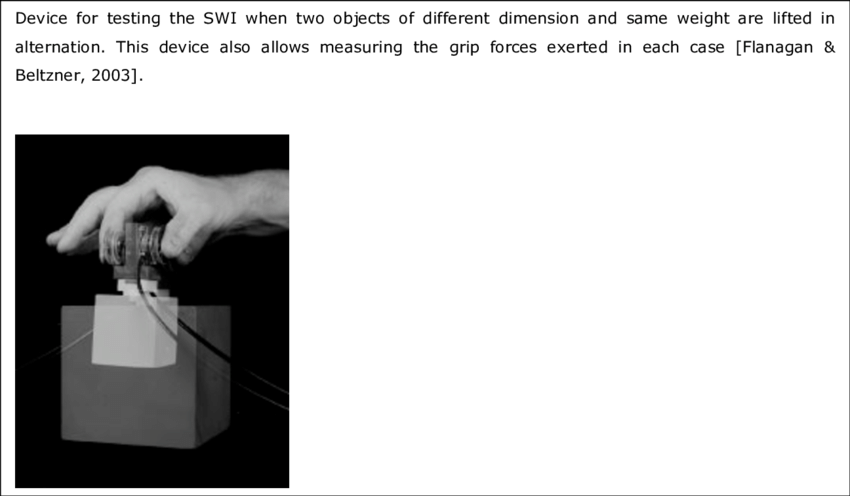 Device for testing the SWI when two objects of different dimension and same weight are lifted in
alternation. This device also allows measuring the grip forces exerted in each case [Flanagan &
Beltzner, 2003].